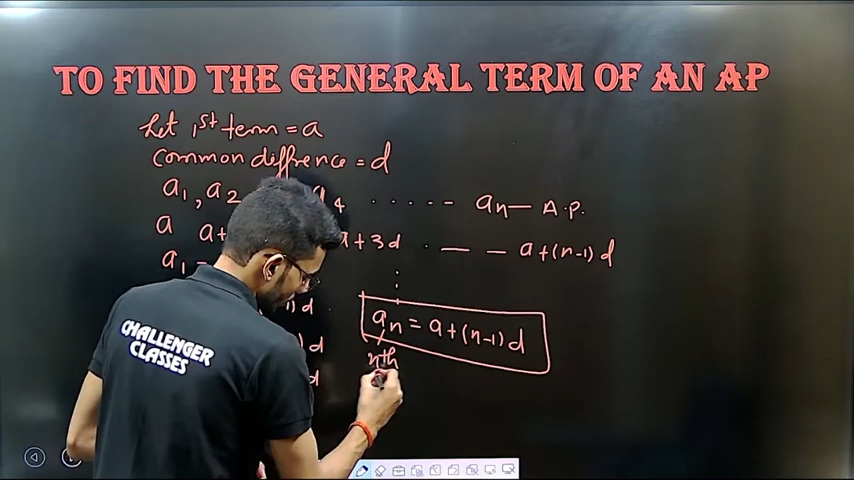 TO FIND THE GENERAL TERM OF AN AP
Let 1st term = a
common diffrence = d
a1, a2 a4 ...... an — A.P.
a a+ a+3d . — — a+(n-1)d
a1 =
)d
an = a+(n-1)d
)d
nth
d
CHALLENGER
CLASSES